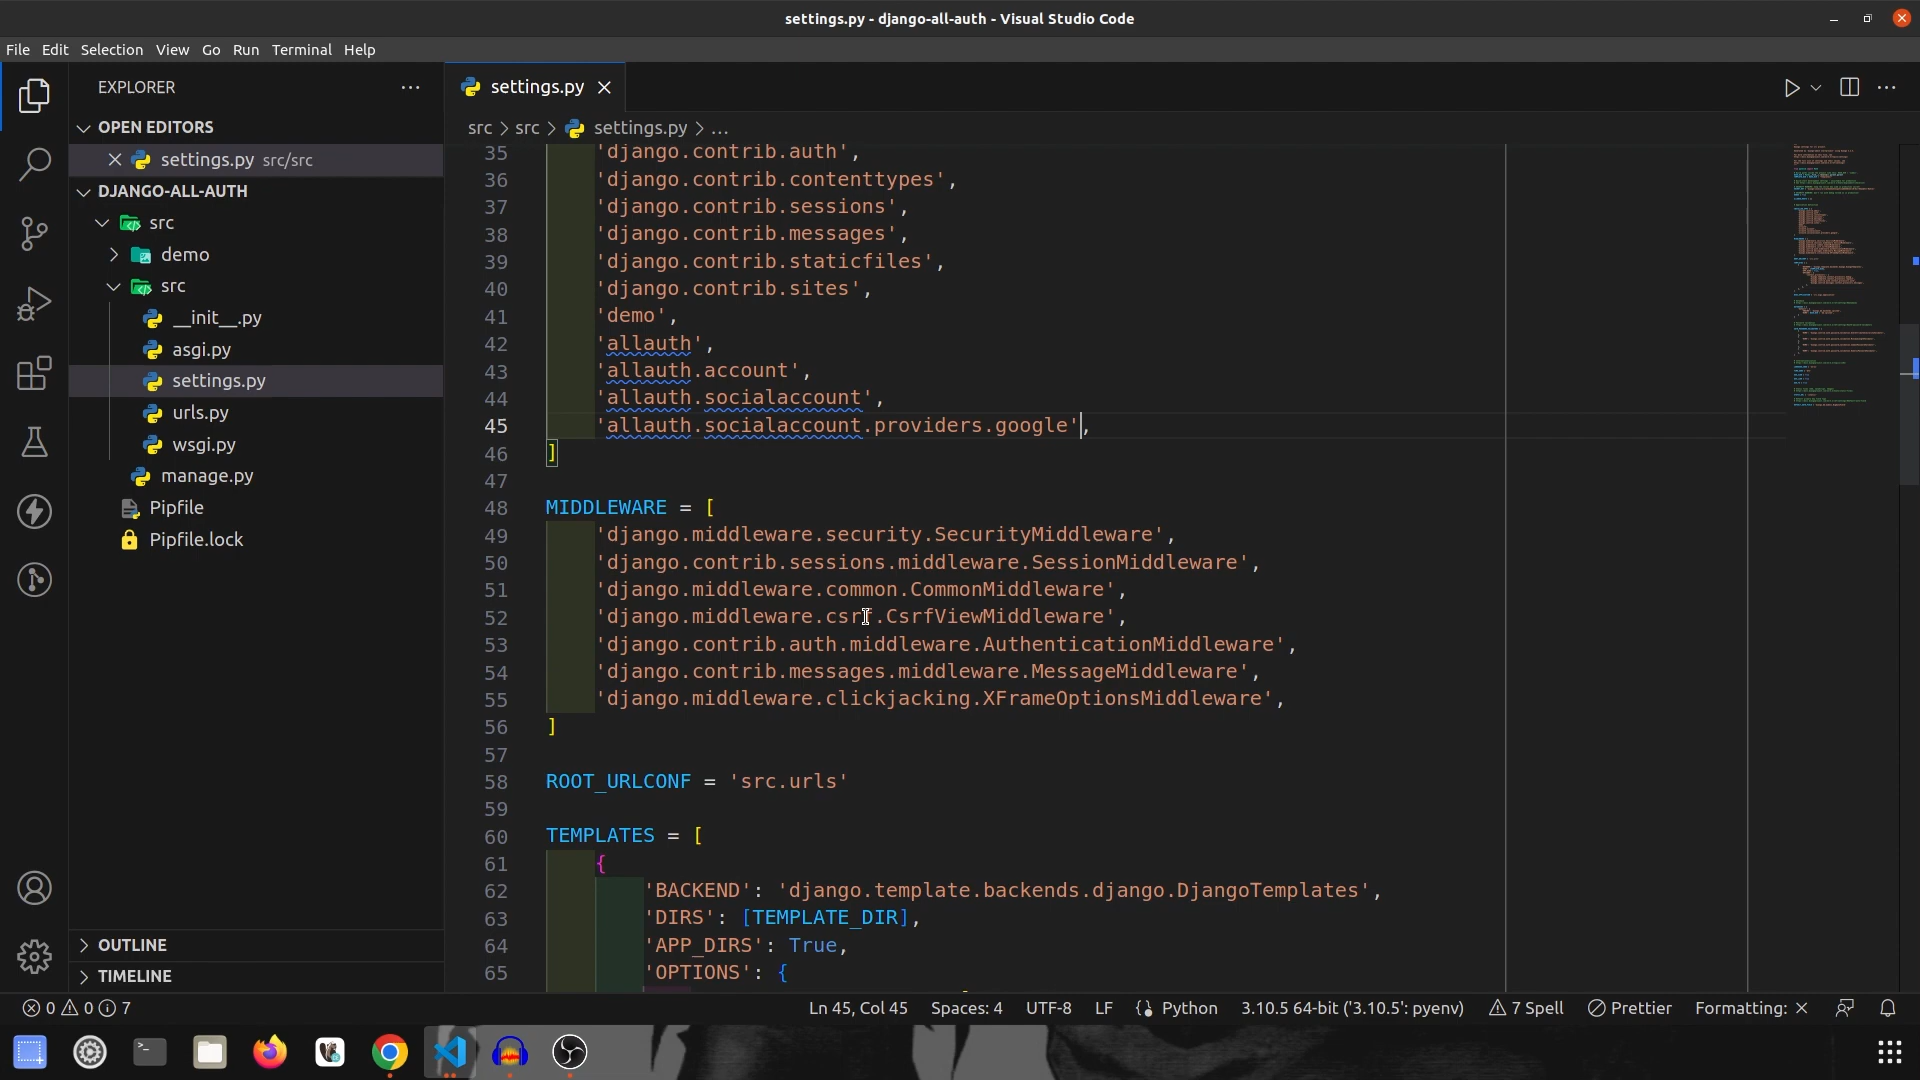 settings.py - django-all-auth - Visual Studio Code
File Edit Selection View Go Run Terminal Help
EXPLORER
OPEN EDITORS
settings.py src/src
DJANGO-ALL-AUTH
src
demo
src
__init__.py
asgi.py
settings.py
urls.py
wsgi.py
manage.py
Pipfile
Pipfile.lock
OUTLINE
TIMELINE
settings.py
src > src > settings.py > ...
35 'django.contrib.auth',
36 'django.contrib.contenttypes',
37 'django.contrib.sessions',
38 'django.contrib.messages',
39 'django.contrib.staticfiles',
40 'django.contrib.sites',
41 'demo',
42 'allauth',
43 'allauth.account',
44 'allauth.socialaccount',
45 'allauth.socialaccount.providers.google',
46 ]
47
48 MIDDLEWARE = [
49 'django.middleware.security.SecurityMiddleware',
50 'django.contrib.sessions.middleware.SessionMiddleware',
51 'django.middleware.common.CommonMiddleware',
52 'django.middleware.csrf.CsrfViewMiddleware',
53 'django.contrib.auth.middleware.AuthenticationMiddleware',
54 'django.contrib.messages.middleware.MessageMiddleware',
55 'django.middleware.clickjacking.XFrameOptionsMiddleware',
56 ]
57
58 ROOT_URLCONF = 'src.urls'
59
60 TEMPLATES = [
61 {
62 'BACKEND': 'django.template.backends.django.DjangoTemplates',
63 'DIRS': [TEMPLATE_DIR],
64 'APP_DIRS': True,
65 'OPTIONS': {
0 0 7 Ln 45, Col 45 Spaces: 4 UTF-8 LF Python 3.10.5 64-bit ('3.10.5': pyenv) 7 Spell Prettier Formatting: ×